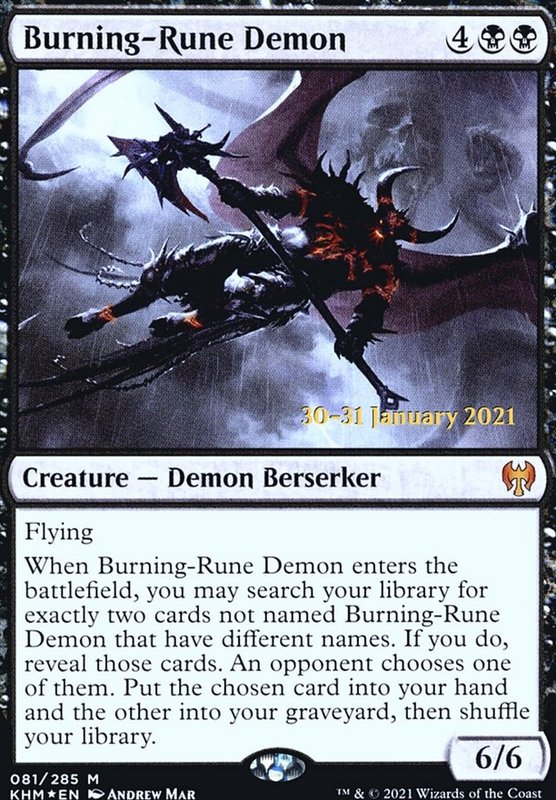 Burning-Rune Demon 4
30-31 January 2021
Creature — Demon Berserker
Flying
When Burning-Rune Demon enters the
battlefield, you may search your library for
exactly two cards not named Burning-Rune
Demon that have different names. If you do,
reveal those cards. An opponent chooses one
of them. Put the chosen card into your hand
and the other into your graveyard, then shuffle
your library.
6/6
081/285 M
KHM★EN Andrew Mar
™ & © 2021 Wizards of the Coast